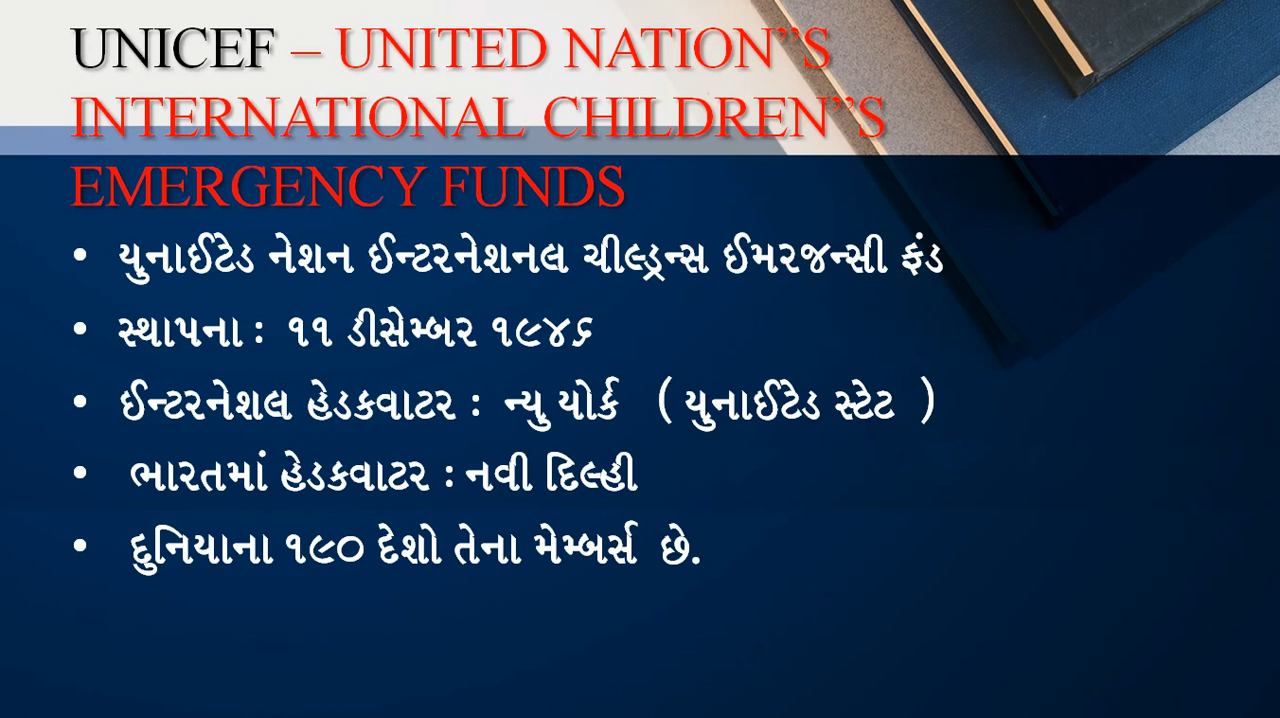 UNICEF – UNITED NATION”S
INTERNATIONAL CHILDREN”S
EMERGENCY FUNDS
• યુનાઈટેડ નેશન ઈન્ટરનેશનલ ચીલ્ડ્રન્સ ઈમરજન્સી ફંડ
• સ્થાપના : ૧૧ ડીસેમ્બર ૧૯૪૬
• ઈન્ટરનેશલ હેડકવાટર : ન્યુ યોર્ક ( યુનાઈટેડ સ્ટેટ )
• ભારતમાં હેડકવાટર : નવી દિલ્હી
• દુનિયાના ૧૯૦ દેશો તેના મેમ્બર્સ છે.